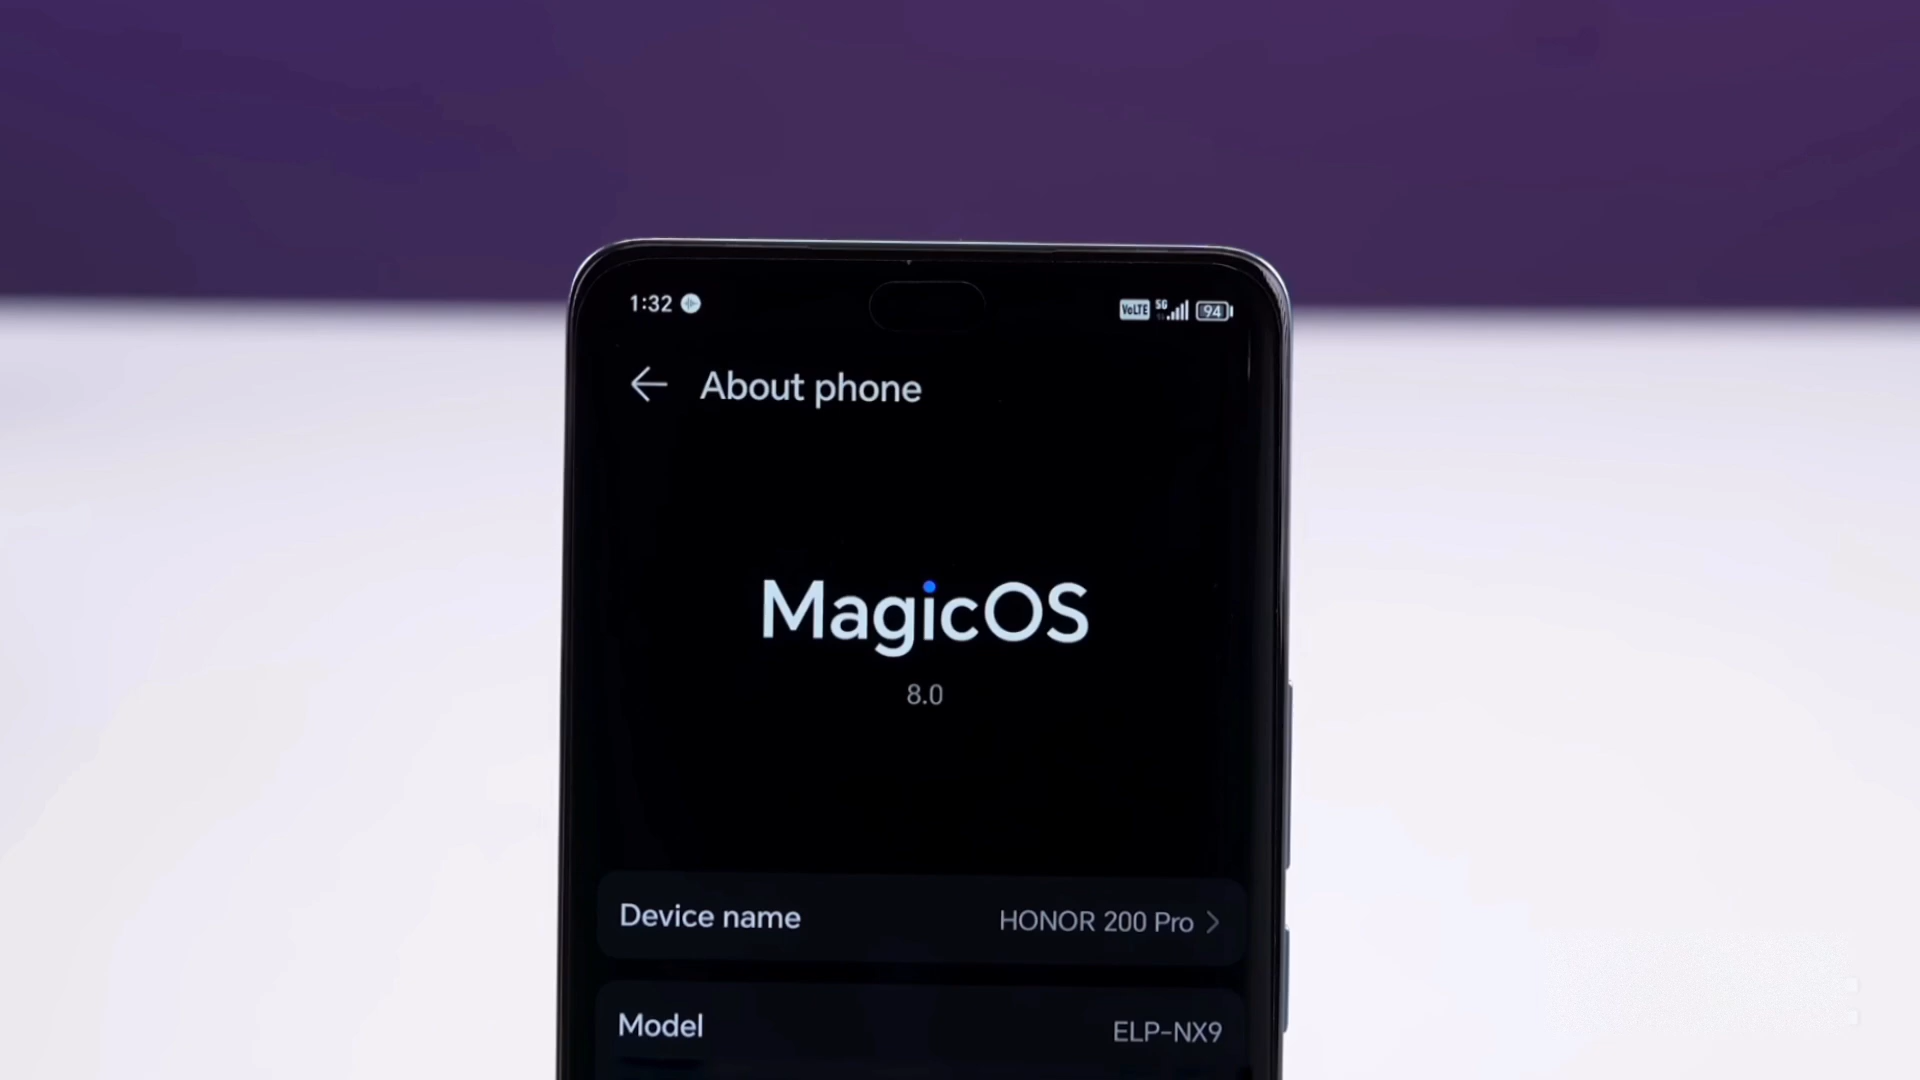 1:32 VoLTE 5G 94
About phone
MagicOS
8.0
Device name HONOR 200 Pro
Model ELP-NX9